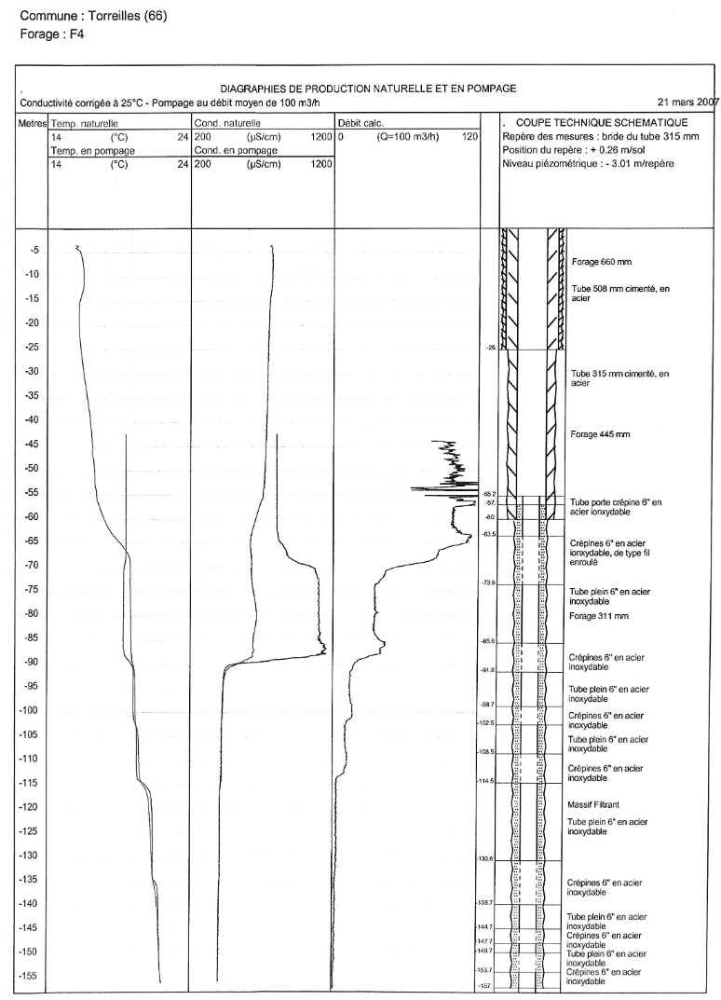 Commune : Torreilles (66)
Forage : F4
DIAGRAPHIES DE PRODUCTION NATURELLE ET EN POMPAGE
Conductivité corrigée à 25°C - Pompage au débit moyen de 100 m3/h
21 mars 2007
Metres
Temp. naturelle
14 (°C) 24
Temp. en pompage
14 (°C) 24
Cond. naturelle
200 (µS/cm) 1200
Cond. en pompage
200 (µS/cm) 1200
Débit calc.
0 (Q=100 m3/h) 120
. COUPE TECHNIQUE SCHEMATIQUE
Repère des mesures : bride du tube 315 mm
Position du repère : + 0.26 m/sol
Niveau piézométrique : - 3.01 m/repère
-5
-10
-15
-20
-25
-30
-35
-40
-45
-50
-55
-60
-65
-70
-75
-80
-85
-90
-95
-100
-105
-110
-115
-120
-125
-130
-135
-140
-145
-150
-155
-25.
-55.2
-57.
-60.
-63.5
-73.5
-85.6
-91.6
-98.7
-102.5
-108.5
-114.5
-130.6
-139.7
-144.7
-147.7
-149.7
-153.7
-157.
Forage 660 mm
Tube 508 mm cimenté, en
acier
Tube 315 mm cimenté, en
acier
Forage 445 mm
Tube porte crépine 6" en
acier ionxydable
Crépines 6" en acier
ionxydable, de type fil
enroulé
Tube plein 6" en acier
inoxydable
Forage 311 mm
Crépines 6" en acier
inoxydable
Tube plein 6" en acier
inoxydable
Crépines 6" en acier
inoxydable
Tube plein 6" en acier
inoxydable
Crépines 6" en acier
inoxydable
Massif Filtrant
Tube plein 6" en acier
inoxydable
Crépines 6" en acier
inoxydable
Tube plein 6" en acier
inoxydable
Crépines 6" en acier
inoxydable
Tube plein 6" en acier
inoxydable
Crépines 6" en acier
inoxydable